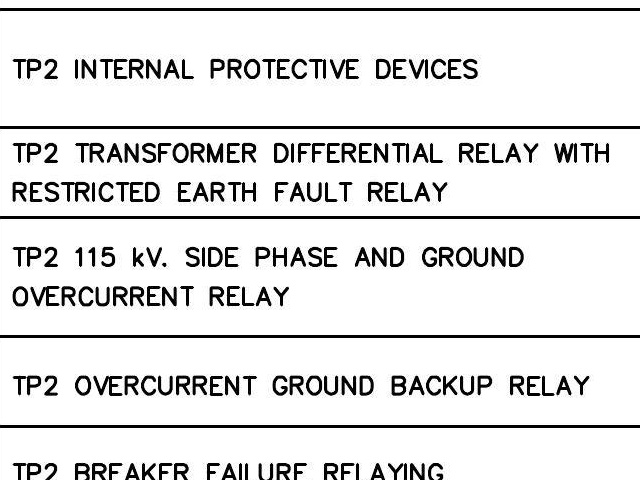 TP2 INTERNAL PROTECTIVE DEVICES
TP2 TRANSFORMER DIFFERENTIAL RELAY WITH
RESTRICTED EARTH FAULT RELAY
TP2 115 kV. SIDE PHASE AND GROUND
OVERCURRENT RELAY
TP2 OVERCURRENT GROUND BACKUP RELAY
TP2 BREAKER FAILURE RELAYING